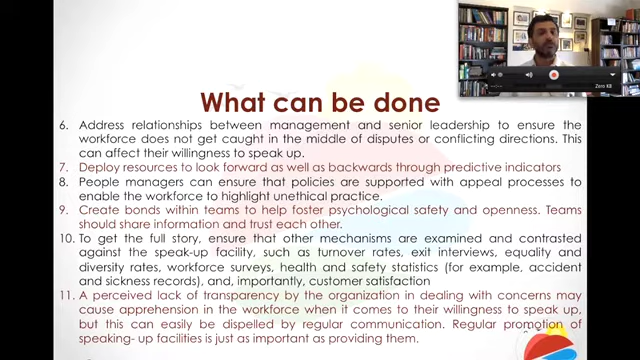 What can be done
6. Address relationships between management and senior leadership to ensure the
workforce does not get caught in the middle of disputes or conflicting directions. This
can affect their willingness to speak up.
7. Deploy resources to look forward as well as backwards through predictive indicators
8. People managers can ensure that policies are supported with appeal processes to
enable the workforce to highlight unethical practice.
9. Create bonds within teams to help foster psychological safety and openness. Teams
should share information and trust each other.
10. To get the full story, ensure that other mechanisms are examined and contrasted
against the speak-up facility, such as turnover rates, exit interviews, equality and
diversity rates, workforce surveys, health and safety statistics (for example, accident
and sickness records). and, importantly, customer satisfaction
11. A perceived lack of transparency by the organization in dealing with concerns may
cause apprehension in the workforce when it comes to their willingness to speak up,
but this can easily be dispelled by regular communication. Regular promotion of
speaking- up facilities is just as important as providing them.